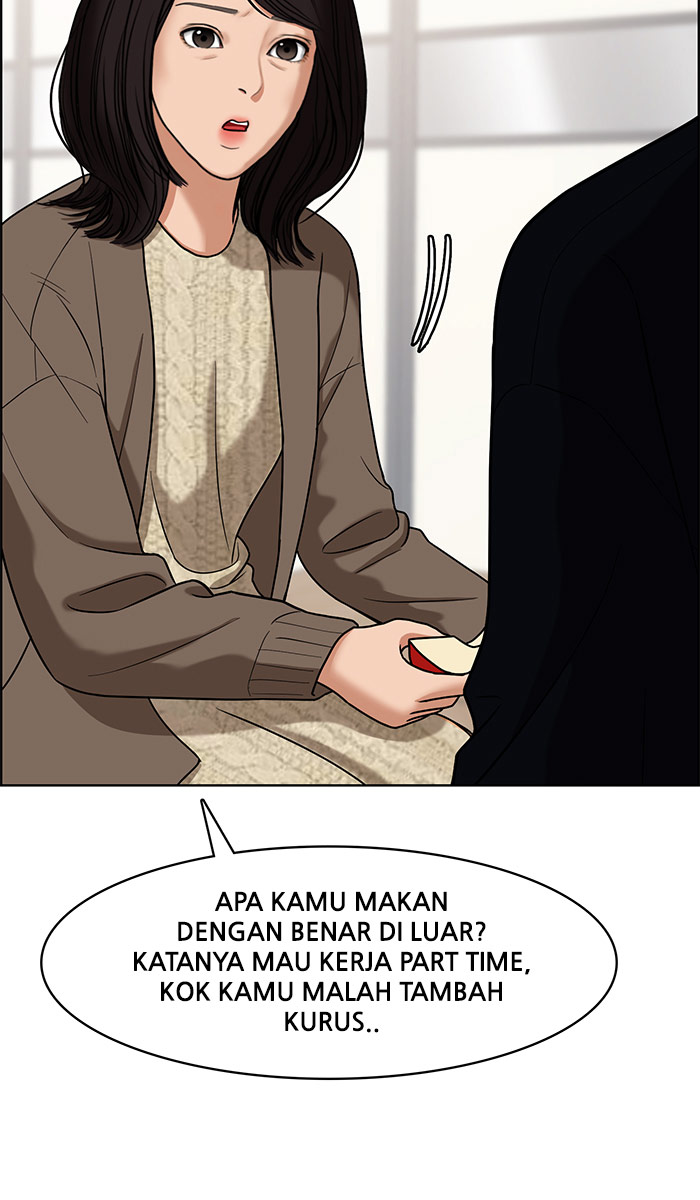 APA KAMU MAKAN
DENGAN BENAR DI LUAR?
KATANYA MAU KERJA PART TIME,
KOK KAMU MALAH TAMBAH
KURUS..